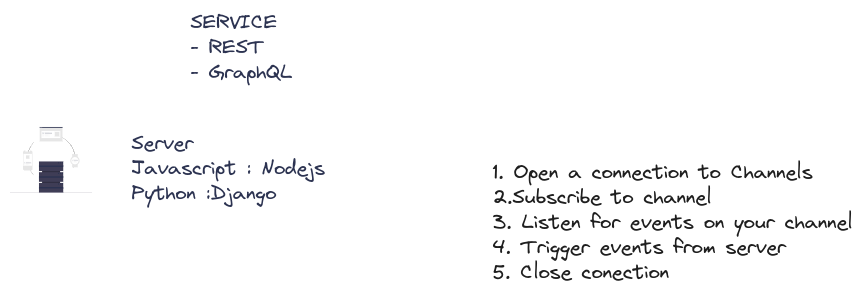 SERVICE
- REST
- GraphQL
Server
Javascript : Nodejs
Python :Django
1. Open a connection to Channels
2.Subscribe to channel
3. Listen for events on your channel
4. Trigger events from server
5. Close conection